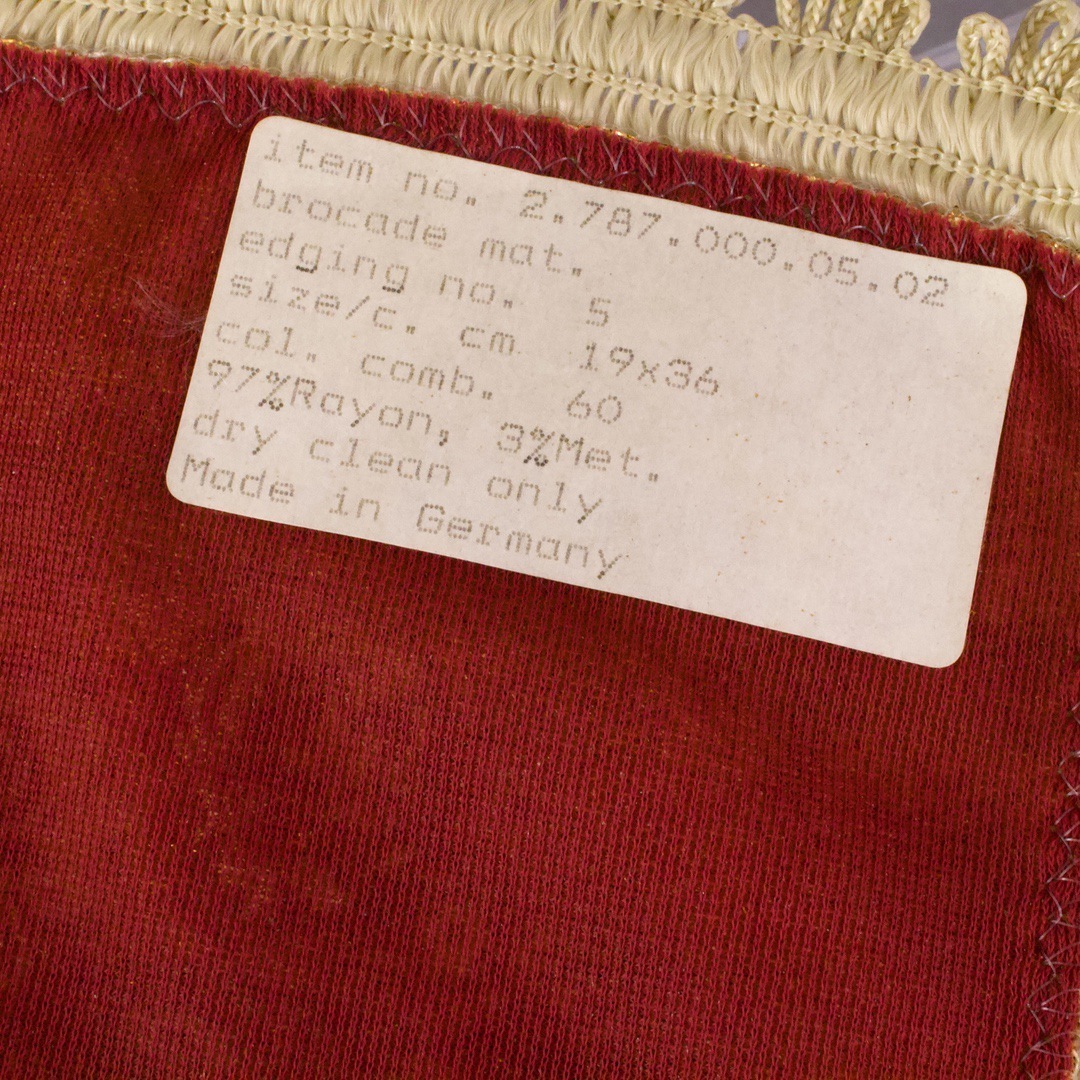 item no. 2.787.000.05.02
brocade mat.
edging no. 5
size/c. cm 19x36
col. comb. 60
97%Rayon, 3%Met.
dry clean only
Made in Germany